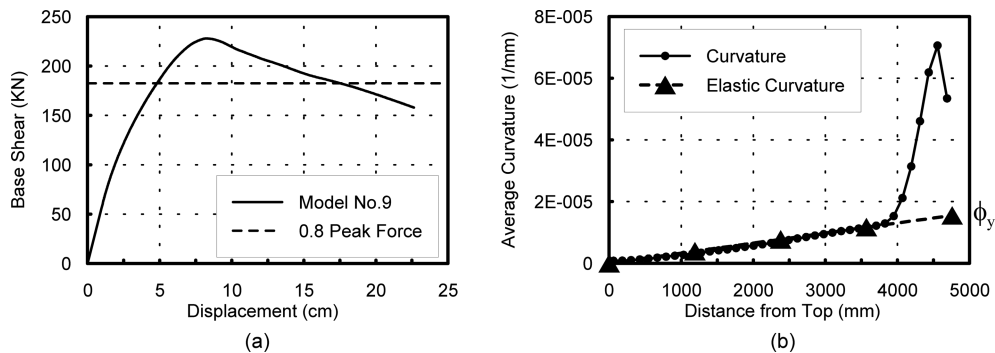 250
200
150
100
50
0
Base Shear (KN)
Model No.9
0.8 Peak Force
0 5 10 15 20 25
Displacement (cm)
(a)
8E-005
6E-005
4E-005
2E-005
0
Average Curvature (1/mm)
Curvature
Elastic Curvature
ϕy
0 1000 2000 3000 4000 5000
Distance from Top (mm)
(b)